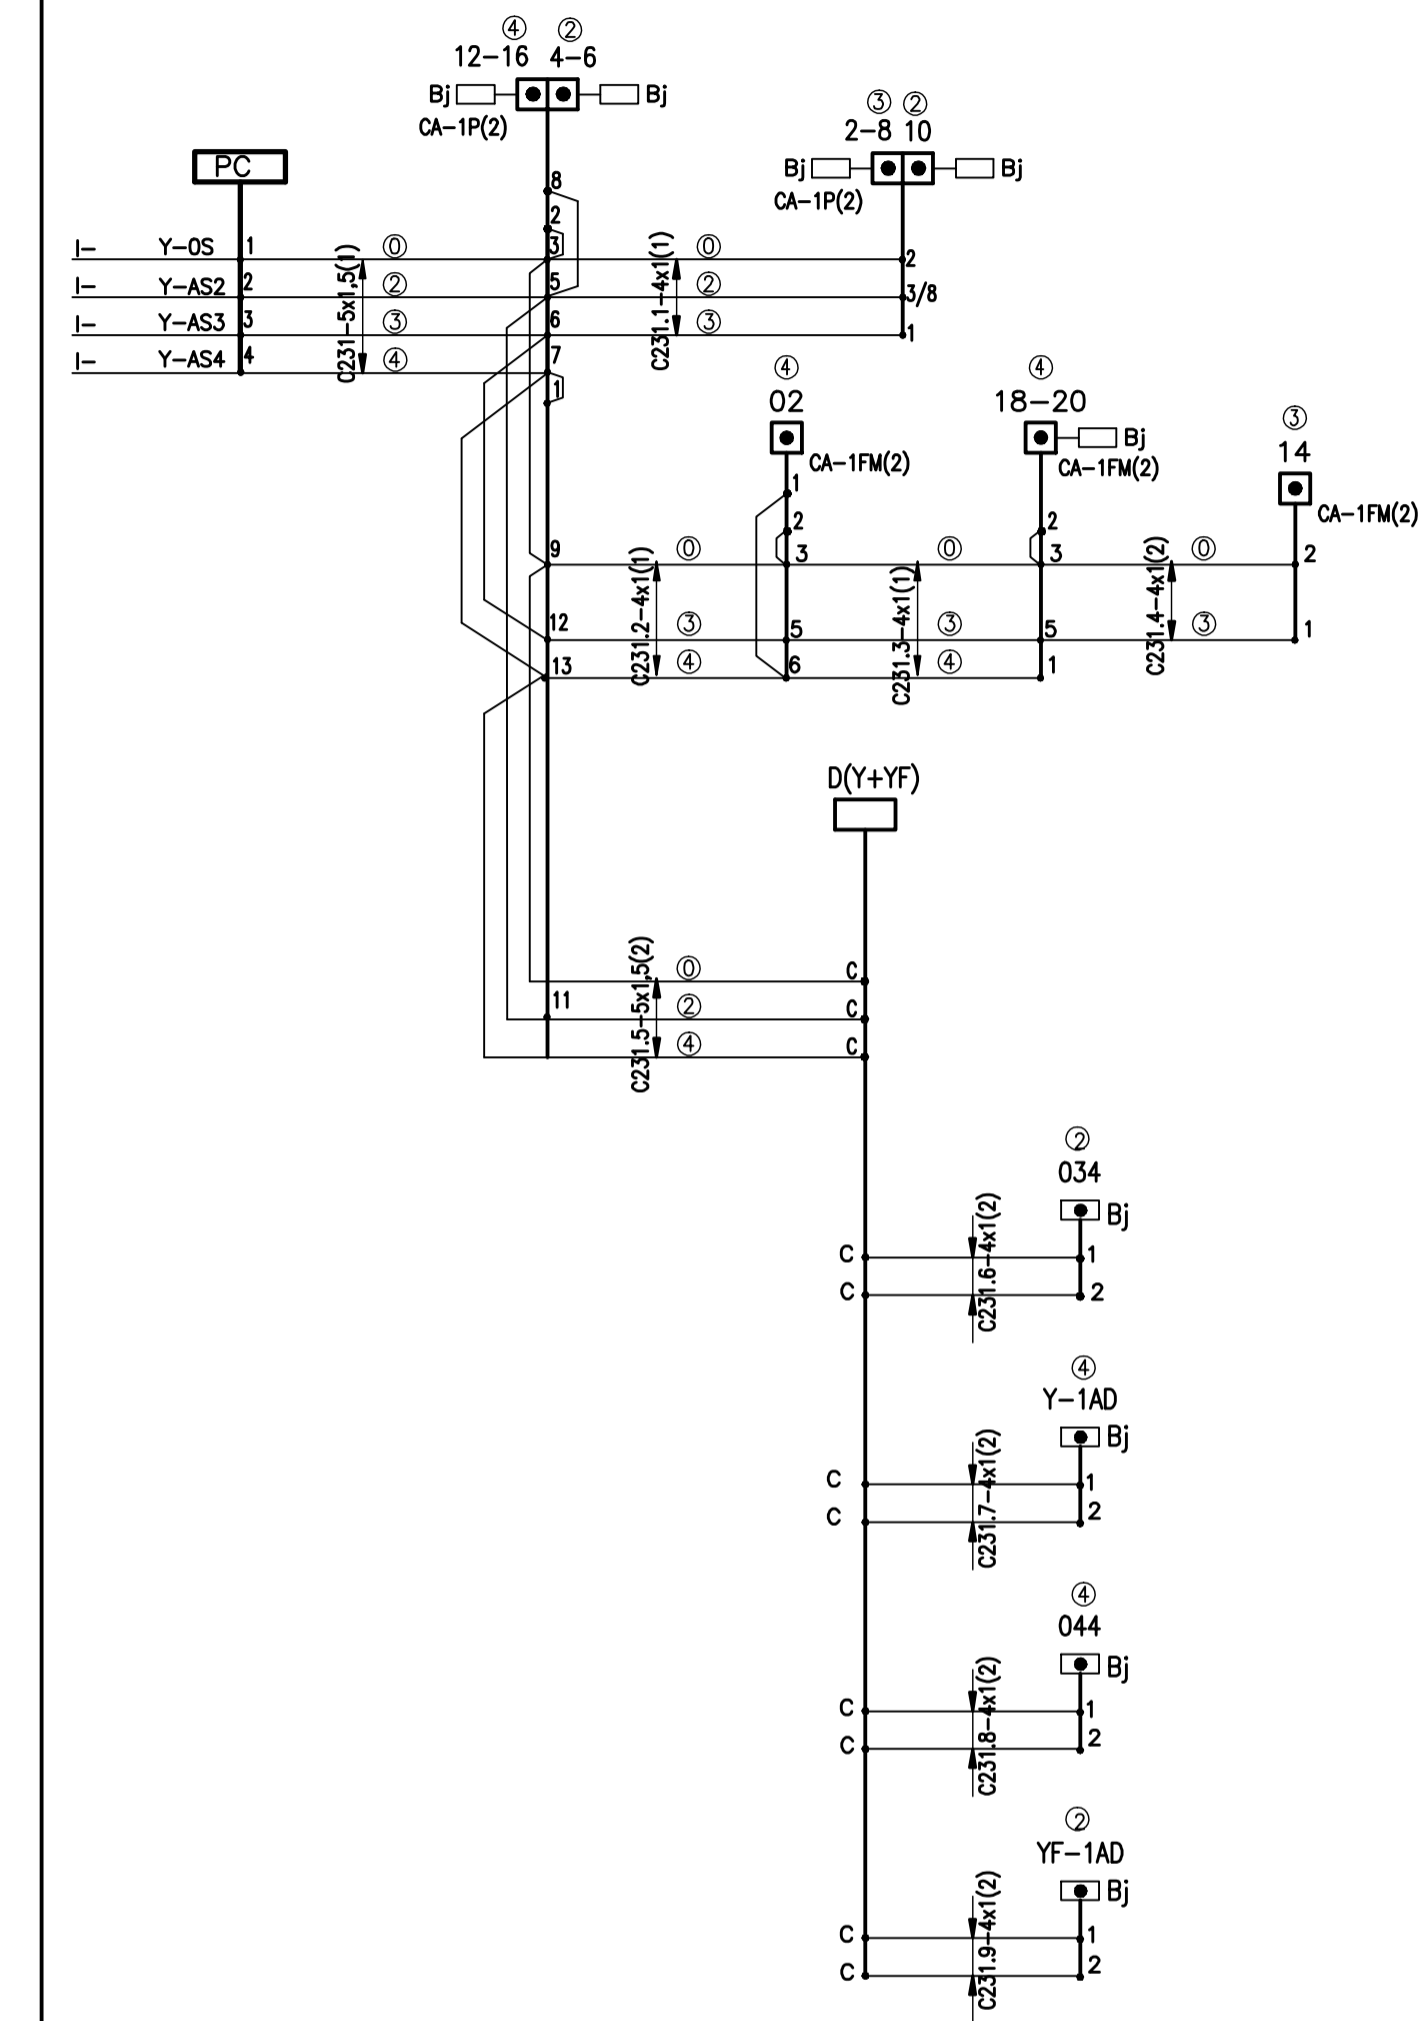 ④ ②
12-16 4-6
Bj Bj
CA-1P(2)
③ ②
2-8 10
Bj Bj
CA-1P(2)
PC
8
2
I- Y-OS 1 ⓪ 3 ⓪ 2
I- Y-AS2 2 ② 5 ② 3/8
I- Y-AS3 3 ③ 6 ③ 1
I- Y-AS4 4 ④ 7
1
C231-5x1,5(1)
C231.1-4x1(1)
④
02
CA-1FM(2)
④
18-20
Bj
CA-1FM(2)
③
14
CA-1FM(2)
1
2 2
9 ⓪ 3 ⓪ 3 ⓪ 2
12 ③ 5 ③ 5 ③ 1
13 ④ 6 ④ 1
C231.2-4x1(1)
C231.3-4x1(1)
C231.4-4x1(2)
D(Y+YF)
⓪ C
11 ② C
④ C
C231.5-5x1,5(2)
②
034
Bj
C 1
C 2
C231.6-4x1(2)
④
Y-1AD
Bj
C 1
C 2
C231.7-4x1(2)
④
044
Bj
C 1
C 2
C231.8-4x1(2)
②
YF-1AD
Bj
C 1
C 2
C231.9-4x1(2)